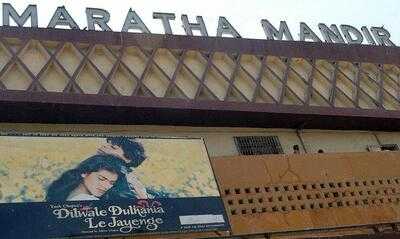 MARATHA MANDIR
Yash Chopra's
Dilwale Dulhania
Le Jayenge